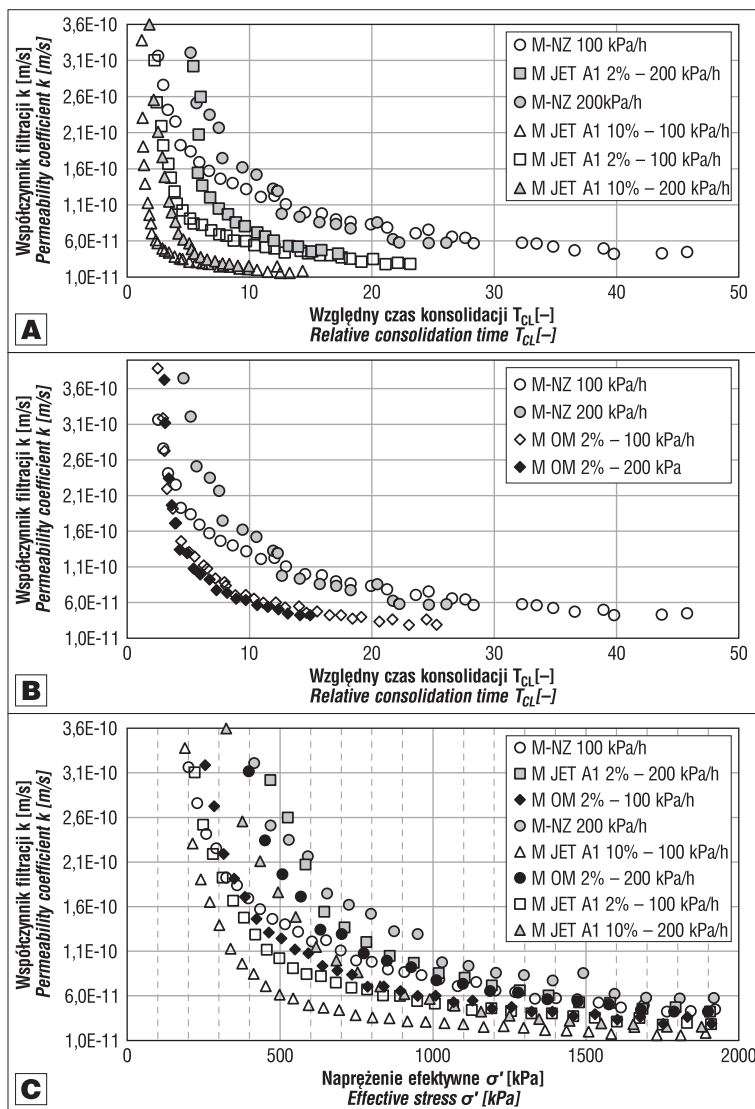 Współczynnik filtracji k [m/s]
Permeability coefficient k [m/s]
3,6E-10
3,1E-10
2,6E-10
2,1E-10
1,6E-10
1,1E-10
6,0E-11
1,0E-11
M-NZ 100 kPa/h
M JET A1 2% – 200 kPa/h
M-NZ 200kPa/h
M JET A1 10% – 100 kPa/h
M JET A1 2% – 100 kPa/h
M JET A1 10% – 200 kPa/h
0 10 20 30 40 50
Względny czas konsolidacji TCL[–]
Relative consolidation time TCL[–]
A
Współczynnik filtracji k [m/s]
Permeability coefficient k [m/s]
3,6E-10
3,1E-10
2,6E-10
2,1E-10
1,6E-10
1,1E-10
6,0E-11
1,0E-11
M-NZ 100 kPa/h
M-NZ 200 kPa/h
M OM 2% – 100 kPa/h
M OM 2% – 200 kPa
0 10 20 30 40 50
Względny czas konsolidacji TCL[–]
Relative consolidation time TCL[–]
B
Współczynnik filtracji k [m/s]
Permeability coefficient k [m/s]
3,6E-10
3,1E-10
2,6E-10
2,1E-10
1,6E-10
1,1E-10
6,0E-11
1,0E-11
M-NZ 100 kPa/h
M JET A1 2% – 200 kPa/h
M OM 2% – 100 kPa/h
M-NZ 200 kPa/h
M JET A1 10% – 100 kPa/h
M OM 2% – 200 kPa/h
M JET A1 2% – 100 kPa/h
M JET A1 10% – 200 kPa/h
500 1000 1500 2000
Naprężenie efektywne σ' [kPa]
Effective stress σ' [kPa]
C